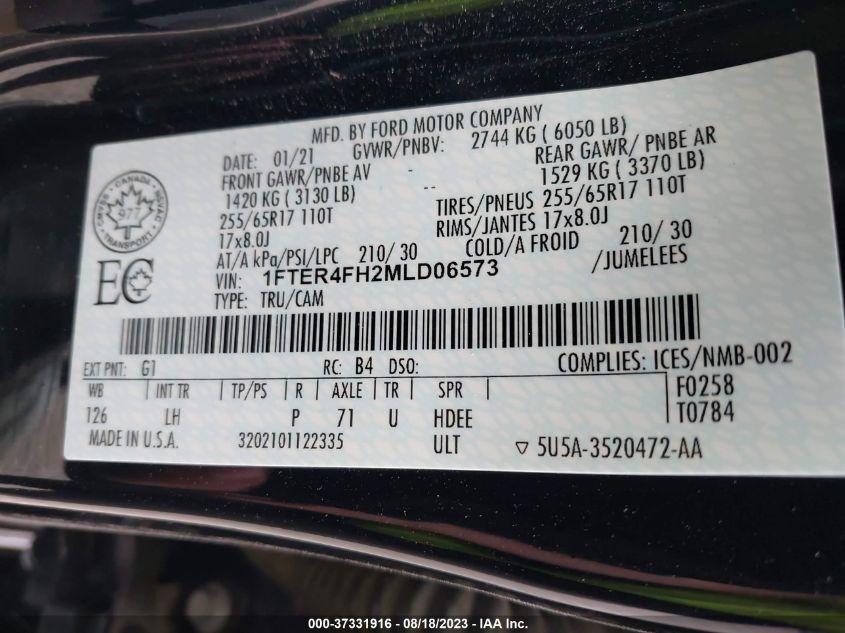 MFD. BY FORD MOTOR COMPANY
DATE: 01/21 GVWR/PNBV: 2744 KG ( 6050 LB)
FRONT GAWR/PNBE AV - REAR GAWR/ PNBE AR
1420 KG ( 3130 LB) -- 1529 KG ( 3370 LB)
255/65R17 110T TIRES/PNEUS 255/65R17 110T
17x8.0J RIMS/JANTES 17x8.0J
AT/A kPa/PSI/LPC 210/ 30 COLD/A FROID 210/ 30
VIN: 1FTER4FH2MLD06573 /JUMELEES
TYPE: TRU/CAM
CANADA
977
TRANSPORT
EC
EXT PNT: G1 RC: B4 DSO: COMPLIES: ICES/NMB-002
WB INT TR TP/PS R AXLE TR SPR F0258
126 LH P 71 U HDEE T0784
MADE IN U.S.A. 3202101122335 ULT ▽ 5U5A-3520472-AA
000-37331916 - 08/18/2023 - IAA Inc.